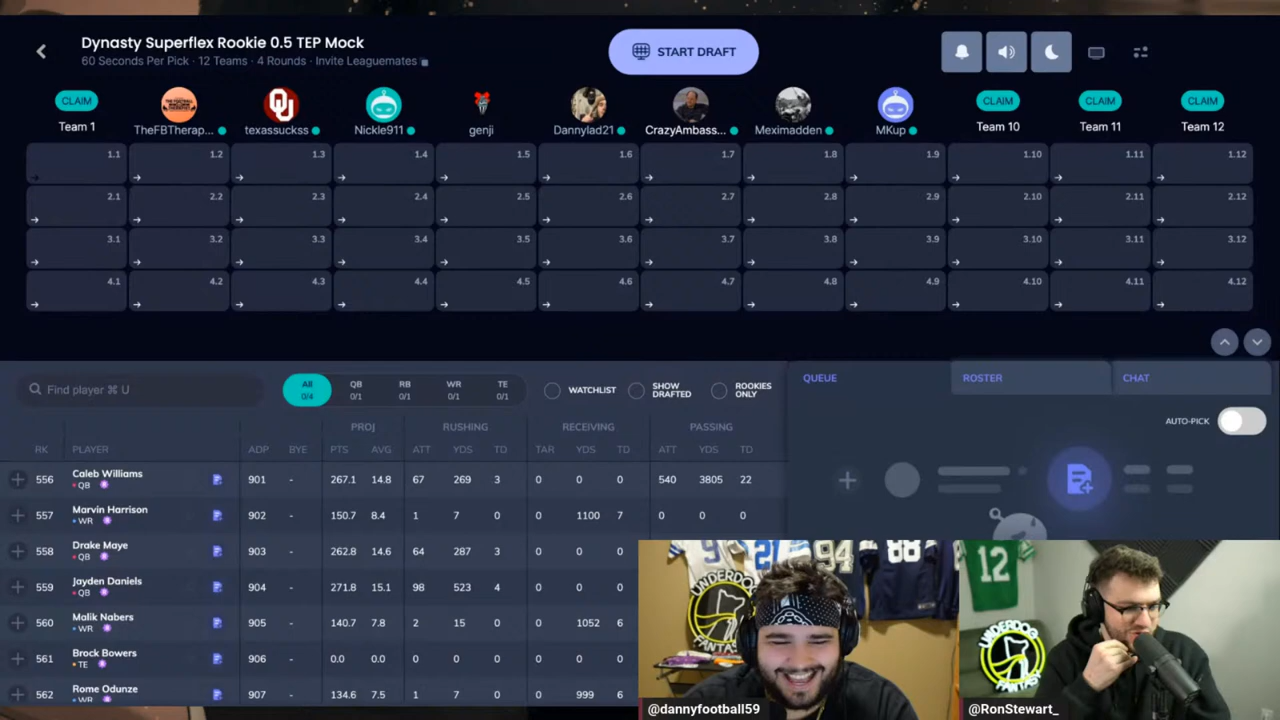 Dynasty Superflex Rookie 0.5 TEP Mock
60 Seconds Per Pick · 12 Teams · 4 Rounds · Invite Leaguemates
START DRAFT
CLAIM CLAIM CLAIM CLAIM
Team 1 TheFBTherap... texassuckss Nickle911 genji Dannylad21 CrazyAmbass... Meximadden MKup Team 10 Team 11 Team 12
1.1 1.2 1.3 1.4 1.5 1.6 1.7 1.8 1.9 1.10 1.11 1.12
2.1 2.2 2.3 2.4 2.5 2.6 2.7 2.8 2.9 2.10 2.11 2.12
3.1 3.2 3.3 3.4 3.5 3.6 3.7 3.8 3.9 3.10 3.11 3.12
4.1 4.2 4.3 4.4 4.5 4.6 4.7 4.8 4.9 4.10 4.11 4.12
Find player ⌘ U
All QB RB WR TE
0/4 0/1 0/1 0/1 0/1
WATCHLIST
SHOW DRAFTED
ROOKIES ONLY
QUEUE ROSTER CHAT
AUTO-PICK
PROJ RUSHING RECEIVING PASSING
RK PLAYER ADP BYE PTS AVG ATT YDS TD TAR YDS TD ATT YDS TD
556 Caleb Williams QB 901 - 267.1 14.8 67 269 3 0 0 0 540 3805 22
557 Marvin Harrison WR 902 - 150.7 8.4 1 7 0 0 1100 7 0 0 0
558 Drake Maye QB 903 - 262.8 14.6 64 287 3 0 0 0
559 Jayden Daniels QB 904 - 271.8 15.1 98 523 4 0 0 0
560 Malik Nabers WR 905 - 140.7 7.8 2 15 0 0 1052 6
561 Brock Bowers TE 906 - 0.0 0.0 0 0 0 0 0 0
562 Rome Odunze WR 907 - 134.6 7.5 1 7 0 0 999 6
9 94 88
UNDERDOG
FANTASY
@dannyfootball59
12
UNDERDOG
FANTASY
@RonStewart_